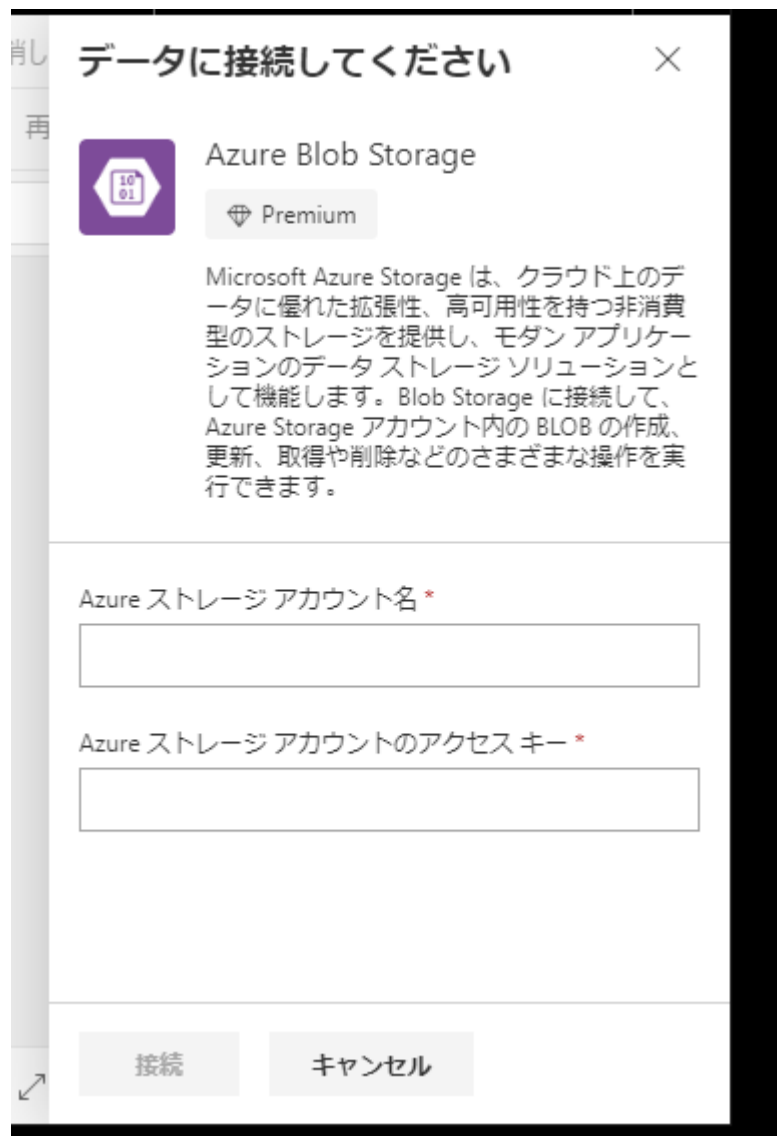 消し
データに接続してください
再
Azure Blob Storage
10
01
Premium
Microsoft Azure Storage は、クラウド上のデ
ータに優れた拡張性、高可用性を持つ非消費
型のストレージを提供し、モダン アプリケー
ションのデータ ストレージ ソリューションと
して機能します。Blob Storage に接続して、
Azure Storage アカウント内の BLOB の作成、
更新、取得や削除などのさまざまな操作を実
行できます。
Azure ストレージ アカウント名 *
Azure ストレージ アカウントのアクセス キー *
接続
キャンセル